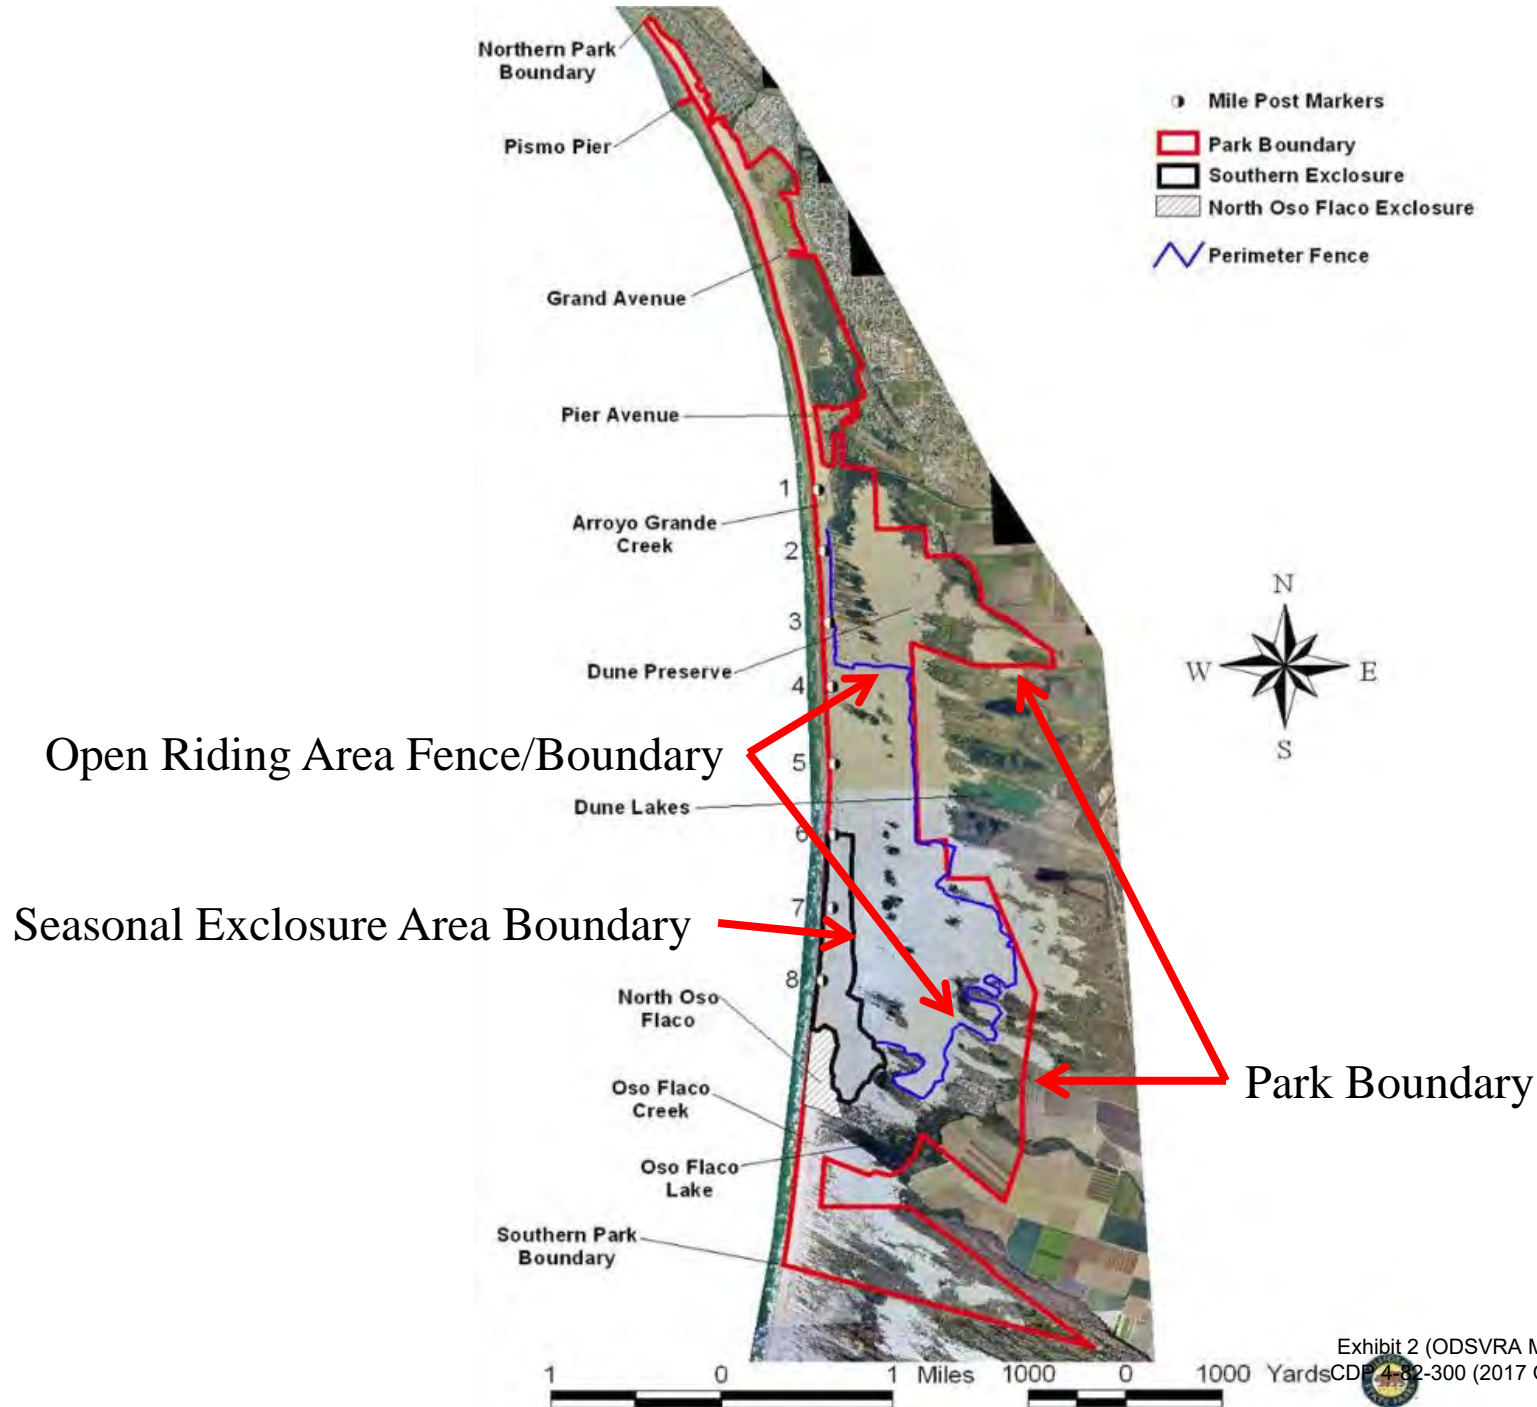 Northern Park
Boundary
Pismo Pier
Grand Avenue
Pier Avenue
1
Arroyo Grande
Creek
2
3
Dune Preserve
4
Open Riding Area Fence/Boundary
5
Dune Lakes
6
7
Seasonal Exclosure Area Boundary
8
North Oso
Flaco
Oso Flaco
Creek
Oso Flaco
Lake
Southern Park
Boundary
Mile Post Markers
Park Boundary
Southern Exclosure
North Oso Flaco Exclosure
Perimeter Fence
N
W E
S
Park Boundary
1 0 1 Miles 1000 0 1000 Yards
Exhibit 2 (ODSVRA M
CDP 4-82-300 (2017